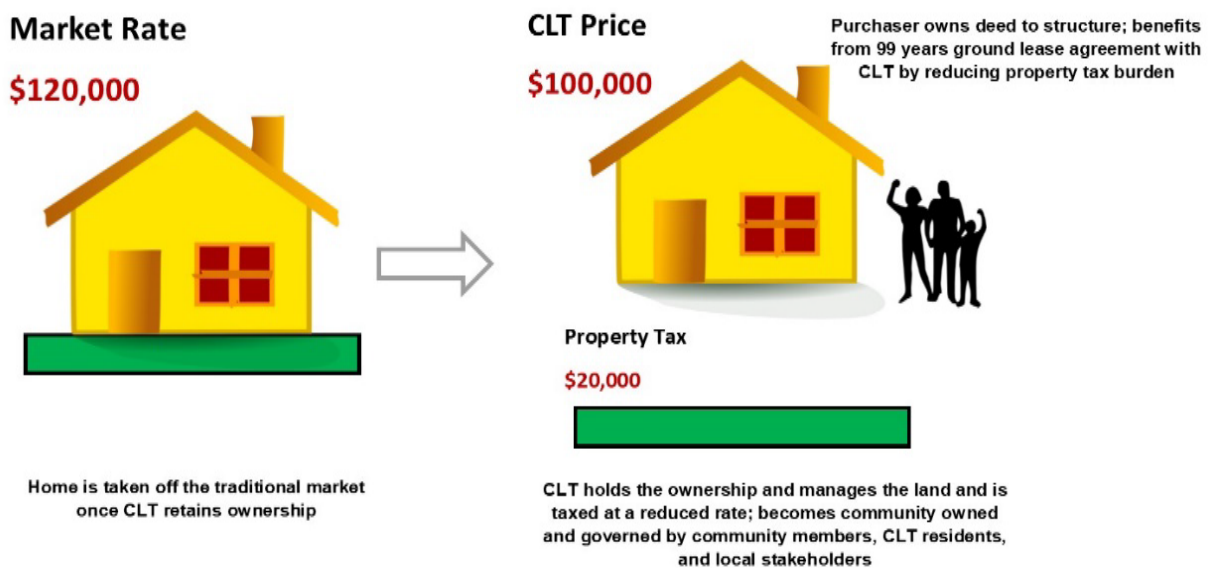 Market Rate
$120,000
Home is taken off the traditional market
once CLT retains ownership
CLT Price
$100,000
Purchaser owns deed to structure; benefits
from 99 years ground lease agreement with
CLT by reducing property tax burden
Property Tax
$20,000
CLT holds the ownership and manages the land and is
taxed at a reduced rate; becomes community owned
and governed by community members, CLT residents,
and local stakeholders